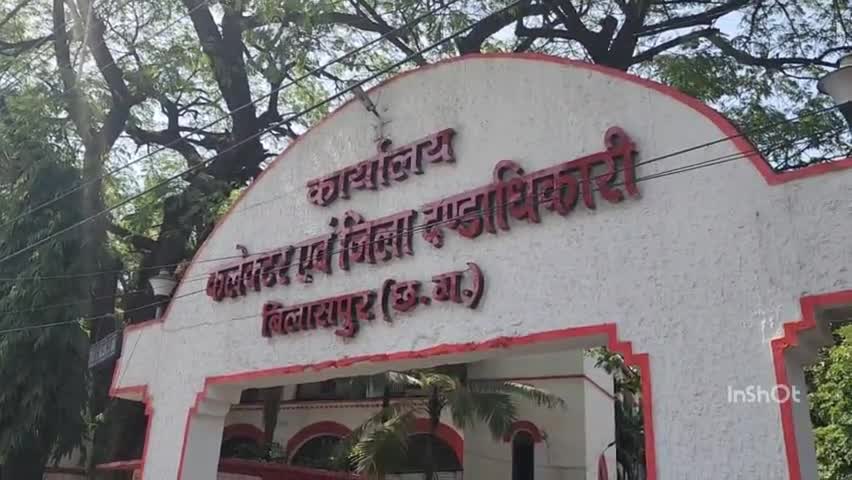 कार्यालय
कलेक्टर एवं जिला दण्डाधिकारी
बिलासपुर (छ.ग.)
InShOt